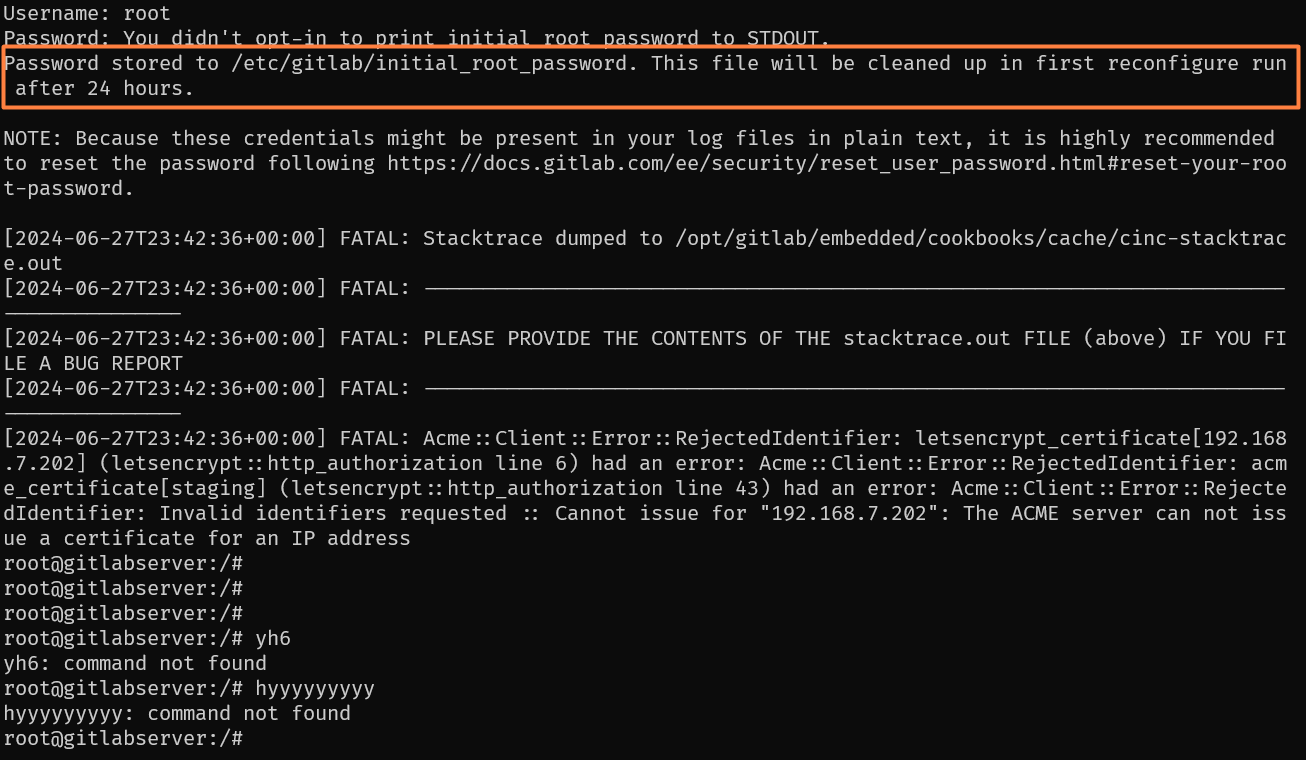 Username: root
Password: You didn't opt-in to print initial root password to STDOUT.
Password stored to /etc/gitlab/initial_root_password. This file will be cleaned up in first reconfigure run
 after 24 hours.

NOTE: Because these credentials might be present in your log files in plain text, it is highly recommended
to reset the password following https://docs.gitlab.com/ee/security/reset_user_password.html#reset-your-roo
t-password.

[2024-06-27T23:42:36+00:00] FATAL: Stacktrace dumped to /opt/gitlab/embedded/cookbooks/cache/cinc-stacktrac
e.out
[2024-06-27T23:42:36+00:00] FATAL: ------------------------------------------------------------------------
---------------
[2024-06-27T23:42:36+00:00] FATAL: PLEASE PROVIDE THE CONTENTS OF THE stacktrace.out FILE (above) IF YOU FI
LE A BUG REPORT
[2024-06-27T23:42:36+00:00] FATAL: ------------------------------------------------------------------------
---------------
[2024-06-27T23:42:36+00:00] FATAL: Acme::Client::Error::RejectedIdentifier: letsencrypt_certificate[192.168
.7.202] (letsencrypt::http_authorization line 6) had an error: Acme::Client::Error::RejectedIdentifier: acm
e_certificate[staging] (letsencrypt::http_authorization line 43) had an error: Acme::Client::Error::Rejecte
dIdentifier: Invalid identifiers requested :: Cannot issue for "192.168.7.202": The ACME server can not iss
ue a certificate for an IP address
root@gitlabserver:/#
root@gitlabserver:/#
root@gitlabserver:/#
root@gitlabserver:/# yh6
yh6: command not found
root@gitlabserver:/# hyyyyyyyyy
hyyyyyyyyy: command not found
root@gitlabserver:/#